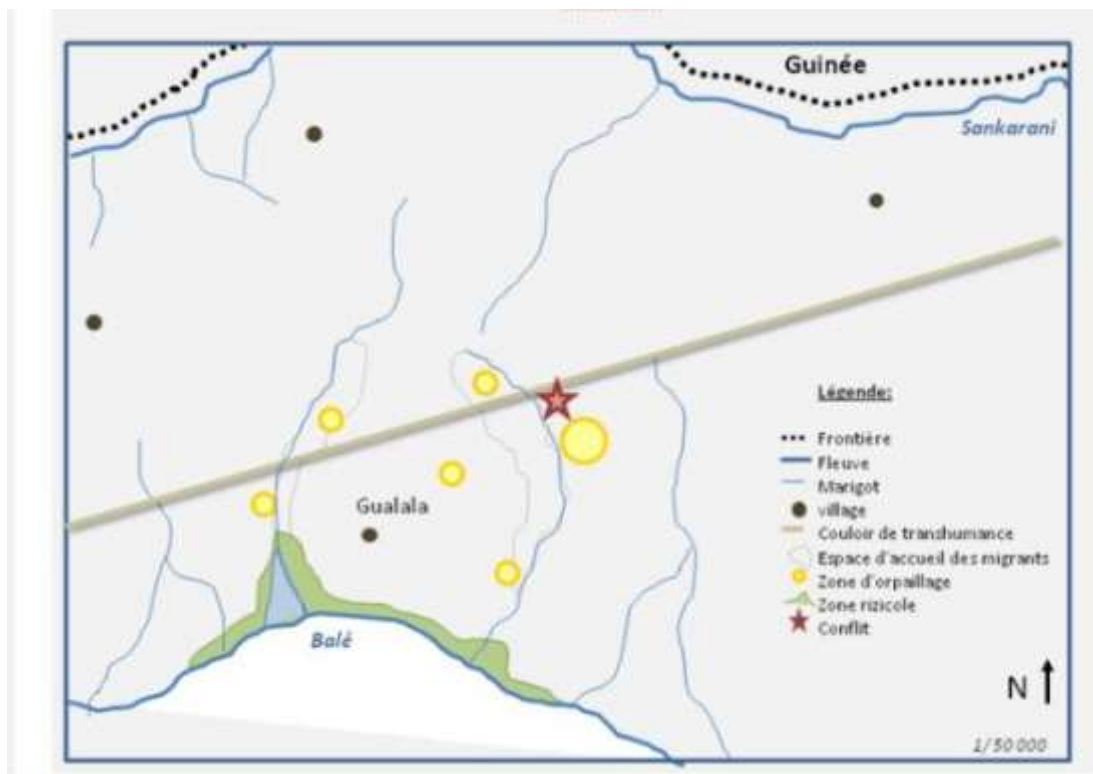 Guinée
Sankarani
Gualala
Balé
Légende:
Frontière
Fleuve
Marigot
village
Couloir de transhumance
Espace d'accueil des migrants
Zone d'orpaillage
Zone rizicole
Conflit
N
1/50 000